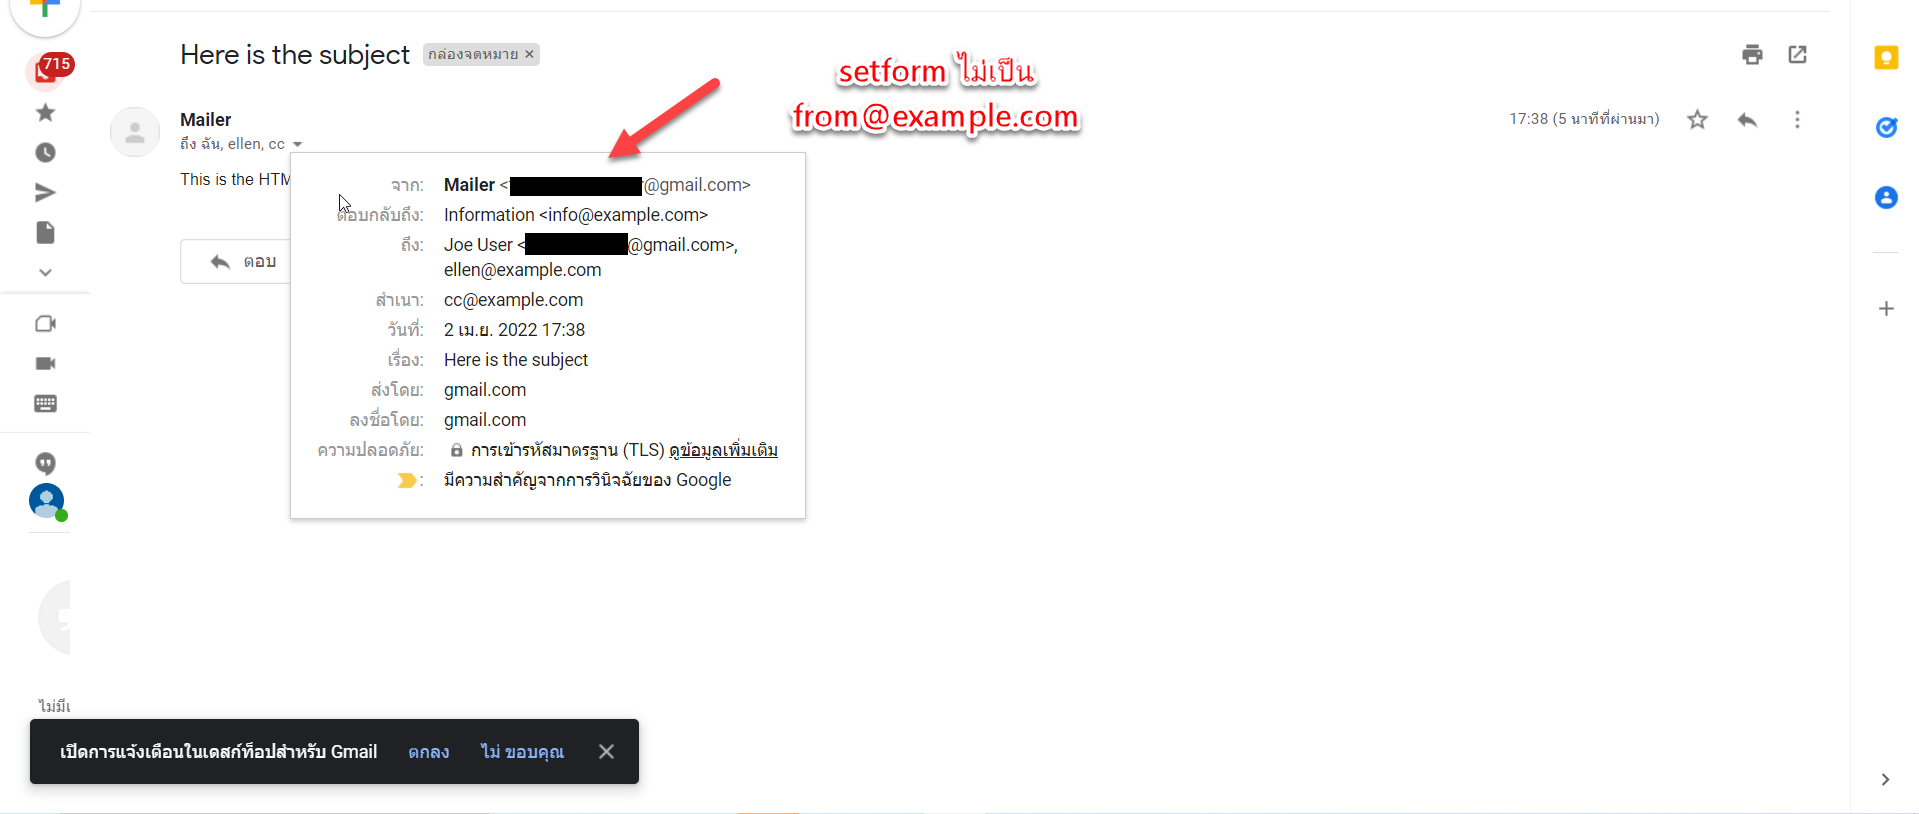 Here is the subject กล่องจดหมาย ×
setform ไม่เป็น
from@example.com
715
Mailer
17:38 (5 นาทีที่ผ่านมา)
ถึง ฉัน, ellen, cc
This is the HTM
จาก: Mailer < @gmail.com>
ตอบกลับถึง: Information <info@example.com>
ถึง: Joe User < @gmail.com>,
ellen@example.com
ตอบ
สำเนา: cc@example.com
วันที่: 2 เม.ย. 2022 17:38
เรื่อง: Here is the subject
ส่งโดย: gmail.com
ลงชื่อโดย: gmail.com
ความปลอดภัย: การเข้ารหัสมาตรฐาน (TLS) ดูข้อมูลเพิ่มเติม
: มีความสำคัญจากการวินิจฉัยของ Google
ไม่มี
เปิดการแจ้งเตือนในเดสก์ท็อปสำหรับ Gmail ตกลง ไม่ ขอบคุณ